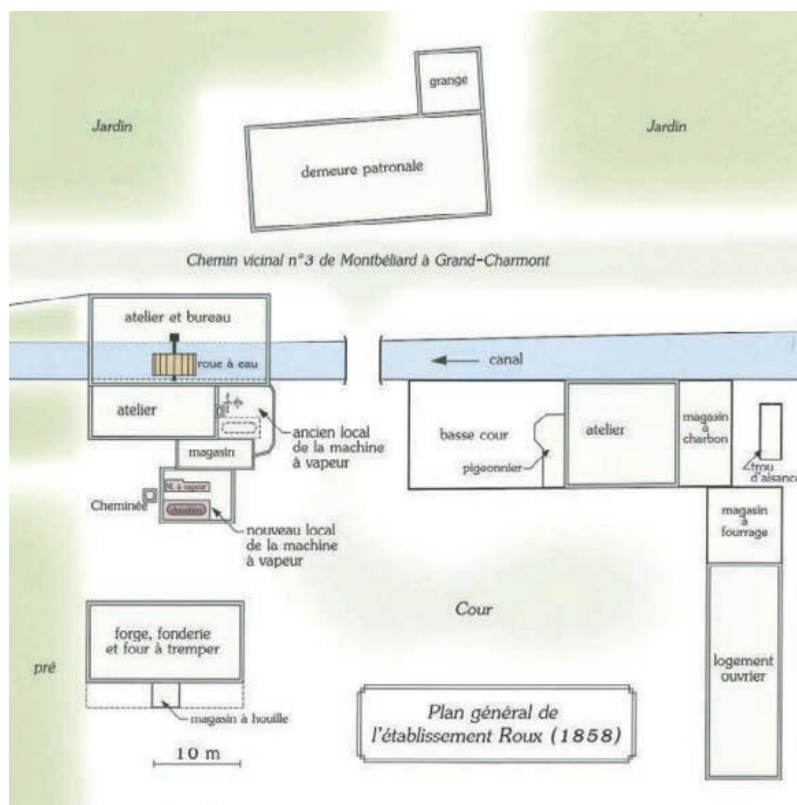 grange
Jardin
Jardin
demeure patronale
Chemin vicinal n°3 de Montbéliard à Grand-Charmont
atelier et bureau
roue à eau
canal
atelier
ancien local
de la machine
à vapeur
magasin
basse cour
pigeonnier
atelier
magasin
à
charbon
trou
d'aisance
M. à vapeur
chaudière
Cheminée
nouveau local
de la machine
à vapeur
magasin
à
fourrage
Cour
forge, fonderie
et four à tremper
pré
logement
ouvrier
magasin à houille
10 m
Plan général de
l'établissement Roux (1858)